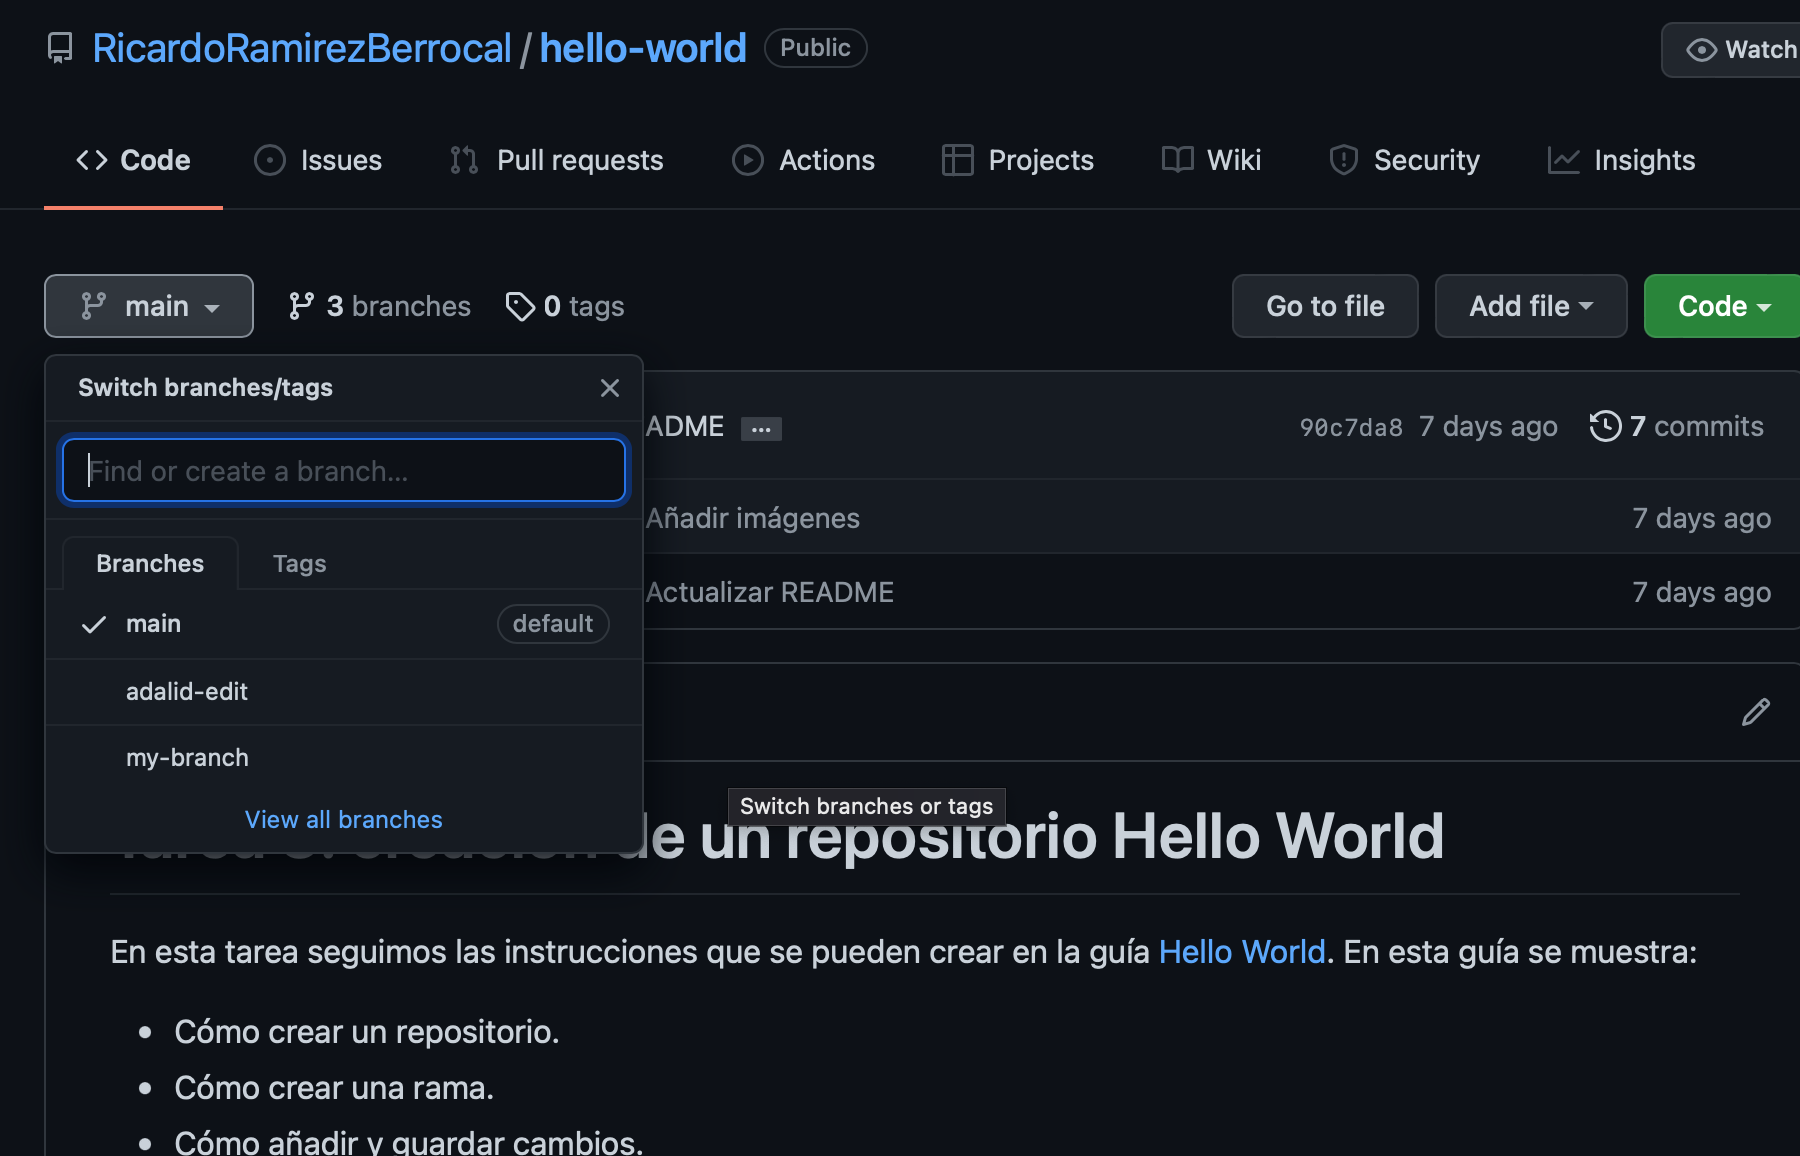 RicardoRamirezBerrocal / hello-world Public
Watch
Code Issues Pull requests Actions Projects Wiki Security Insights
main 3 branches 0 tags Go to file Add file Code
Switch branches/tags
ADME ... 90c7da8 7 days ago 7 commits
Find or create a branch...
Añadir imágenes 7 days ago
Branches Tags
Actualizar README 7 days ago
main default
adalid-edit
my-branch
View all branches
Switch branches or tags
de un repositorio Hello World
En esta tarea seguimos las instrucciones que se pueden crear en la guía Hello World. En esta guía se muestra:
• Cómo crear un repositorio.
• Cómo crear una rama.
• Cómo añadir y guardar cambios.